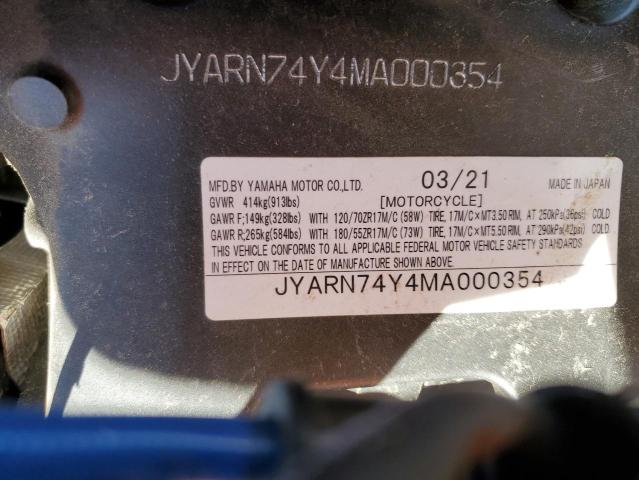 JYARN74Y4MA000354
MFD.BY YAMAHA MOTOR CO.,LTD. 03/21 MADE IN JAPAN
GVWR 414kg(913lbs) [MOTORCYCLE]
GAWR F;149kg(328lbs) WITH 120/70ZR17M/C (58W) TIRE, 17M/C×MT3.50 RIM, AT 250kPa(36psi) COLD
GAWR R;265kg(584lbs) WITH 180/55ZR17M/C (73W) TIRE, 17M/C×MT5.50 RIM, AT 290kPa(42psi) COLD
THIS VEHICLE CONFORMS TO ALL APPLICABLE FEDERAL MOTOR VEHICLE SAFETY STANDARDS
IN EFFECT ON THE DATE OF MANUFACTURE SHOWN ABOVE.
JYARN74Y4MA000354